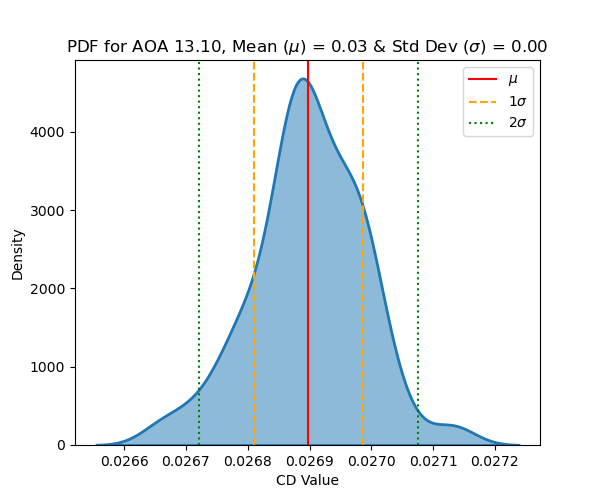 PDF for AOA 13.10, Mean (μ) = 0.03 & Std Dev (σ) = 0.00
μ
1σ
2σ
4000
3000
2000
1000
0
Density
0.0266 0.0267 0.0268 0.0269 0.0270 0.0271 0.0272
CD Value